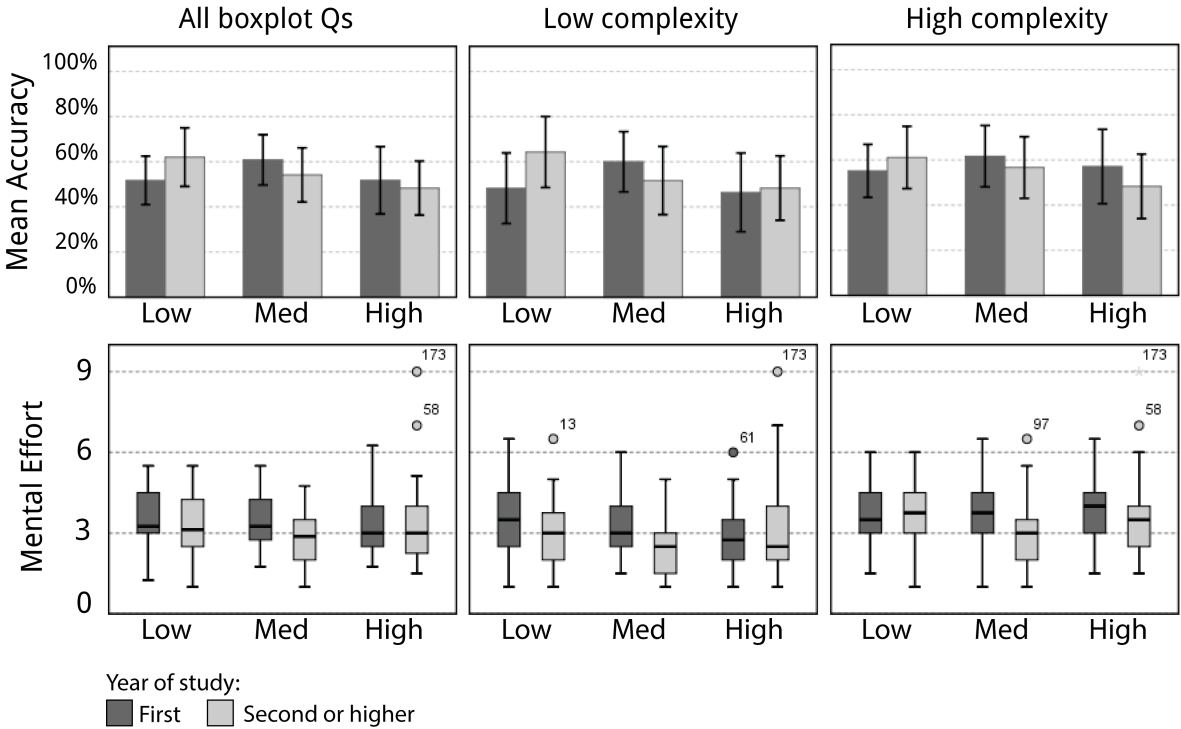 All boxplot Qs Low complexity High complexity
Mean Accuracy
100%
80%
60%
40%
20%
0%
Low Med High Low Med High Low Med High
Mental Effort
9
6
3
0
173
58
13
61
173
97
173
58
Low Med High Low Med High Low Med High
Year of study:
First Second or higher